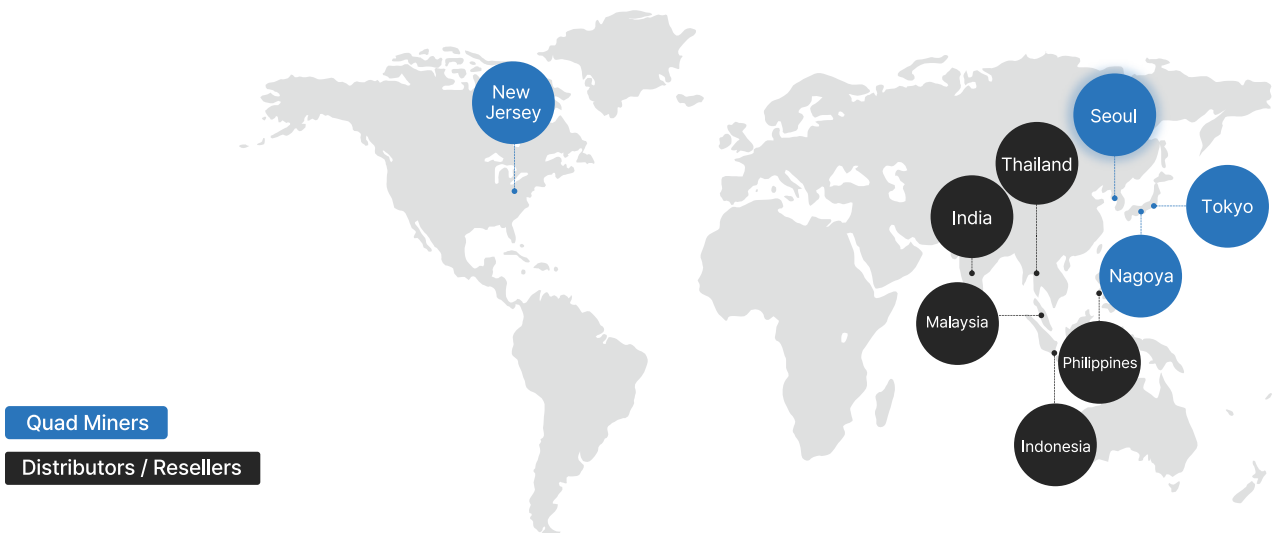 New
Jersey
Seoul
Thailand
Tokyo
India
Nagoya
Malaysia
Philippines
Quad Miners
Indonesia
Distributors / Resellers